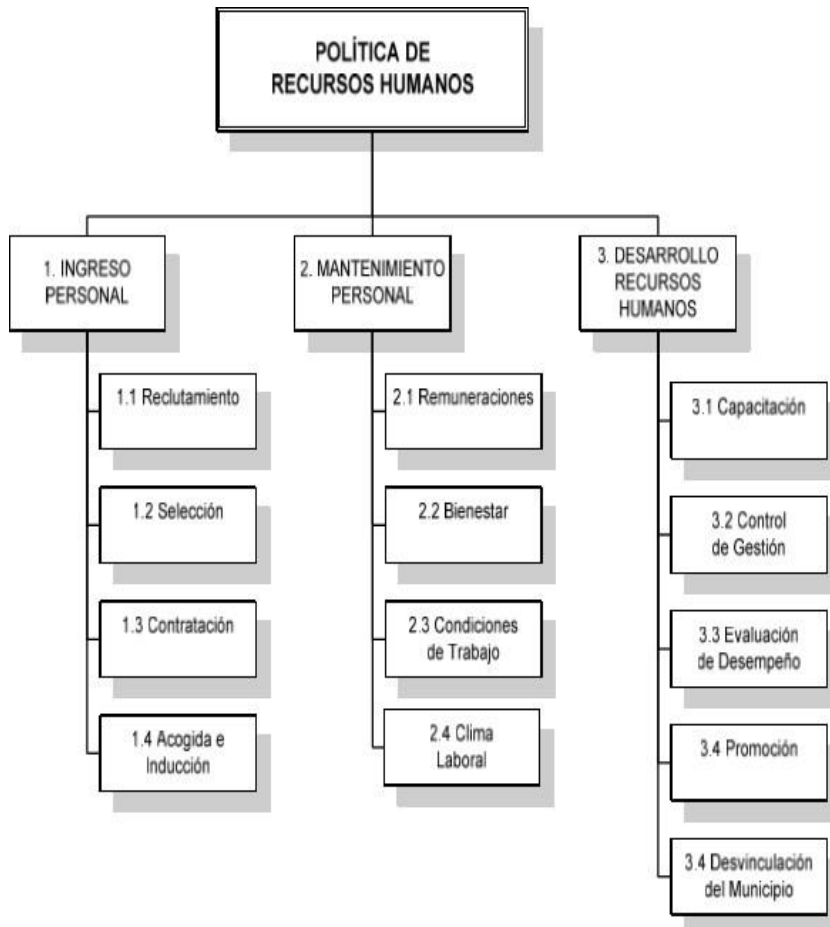 POLÍTICA DE
RECURSOS HUMANOS
1. INGRESO
PERSONAL
1.1 Reclutamiento
1.2 Selección
1.3 Contratación
1.4 Acogida e
Inducción
2. MANTENIMIENTO
PERSONAL
2.1 Remuneraciones
2.2 Bienestar
2.3 Condiciones
de Trabajo
2.4 Clima
Laboral
3. DESARROLLO
RECURSOS
HUMANOS
3.1 Capacitación
3.2 Control
de Gestión
3.3 Evaluación
de Desempeño
3.4 Promoción
3.4 Desvinculación
del Municipio